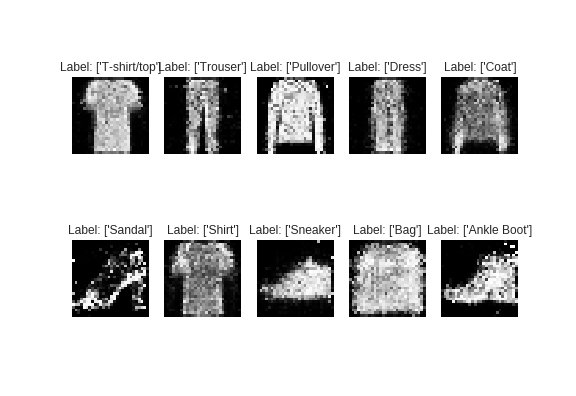 Label: ['T-shirt/top'] Label: ['Trouser'] Label: ['Pullover'] Label: ['Dress'] Label: ['Coat']
Label: ['Sandal'] Label: ['Shirt'] Label: ['Sneaker'] Label: ['Bag'] Label: ['Ankle Boot']